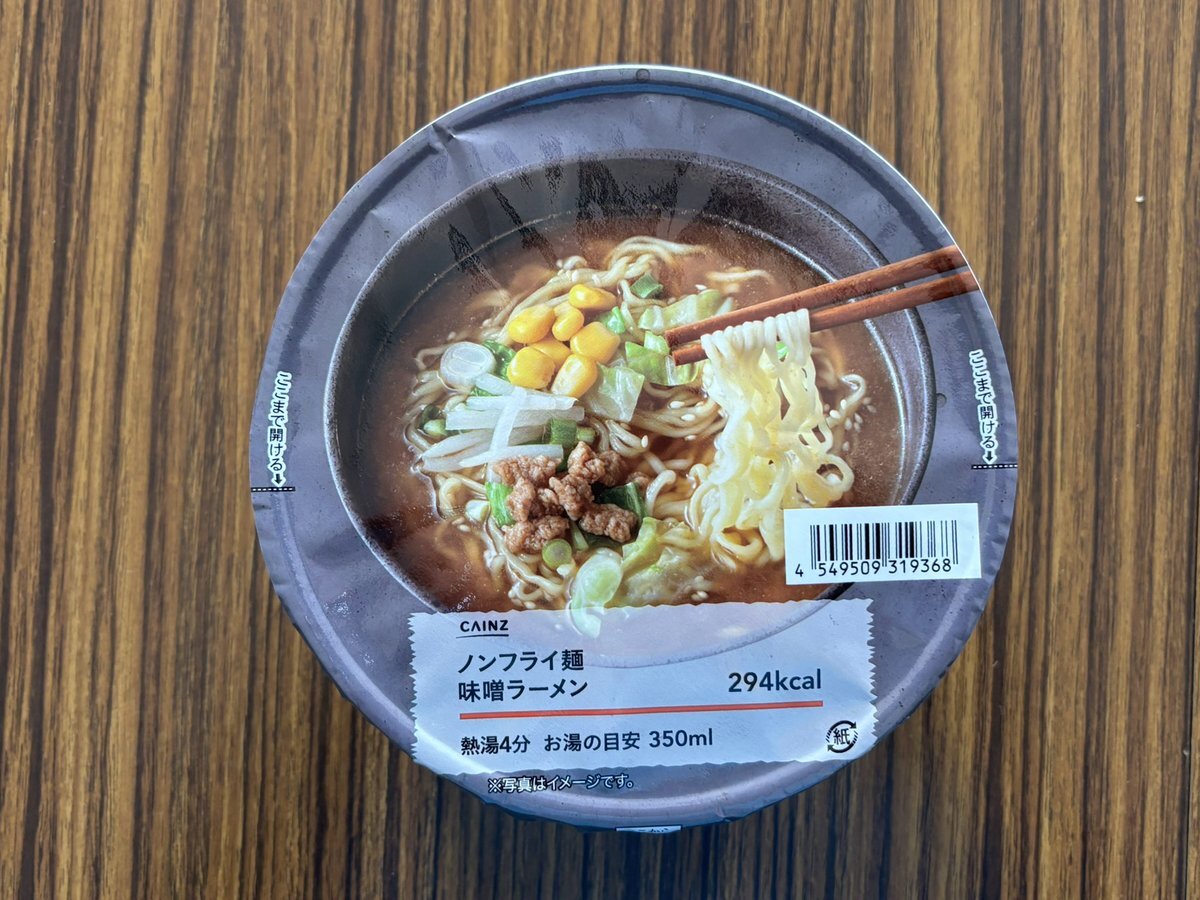 ここまで開ける
ここまで開ける
4 549509 319368
CAINZ
ノンフライ麺
味噌ラーメン
294kcal
熱湯4分 お湯の目安 350ml
紙
※写真はイメージです。